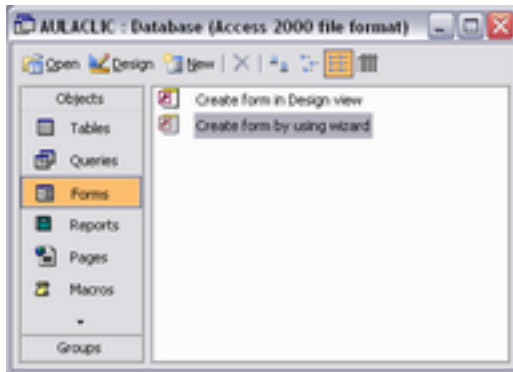 AULACLIC : Database (Access 2000 file format)
Open Design New
Objects
Tables
Queries
Forms
Reports
Pages
Macros
Groups
Create form in Design view
Create form by using wizard